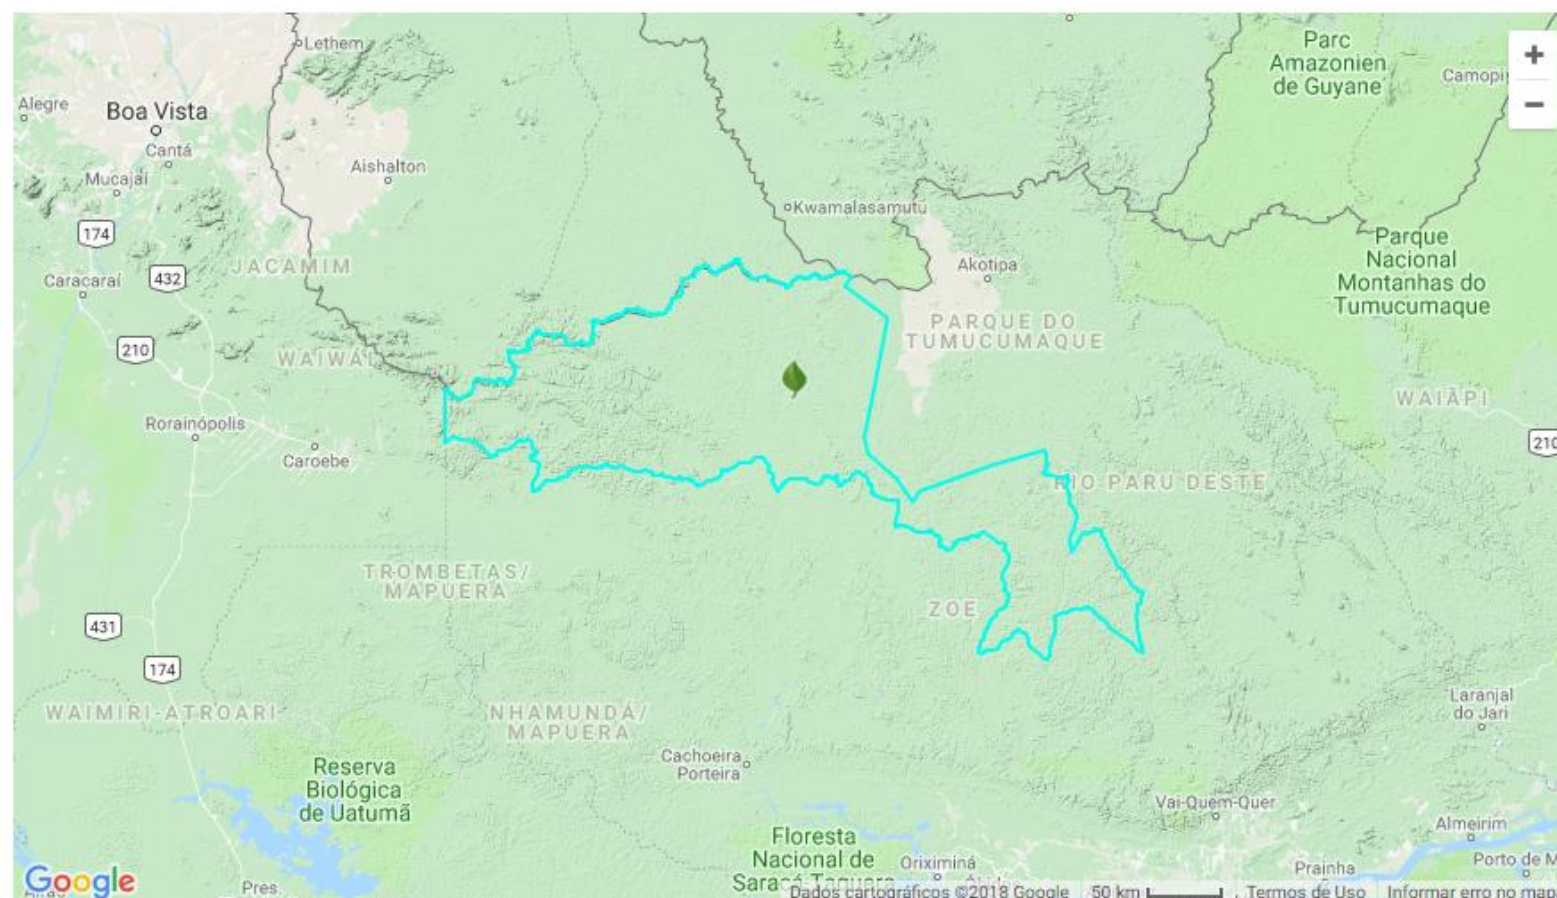 Lethem
Parc
Amazonien
de Guyane
Alegre
Boa Vista
Cantá
Mucajaí
Aishalton
Kwamalasamutu
174
432
JACAMIM
Caracaraí
Akotipa
Parque
Nacional
Montanhas do
Tumucumaque
PARQUE DO
TUMUCUMAQUE
210
WAIWÁI
WAIÃPI
Rorainópolis
Caroebe
210
RIO PARU DESTE
TROMBETAS/
MAPUERA
ZOE
431
174
WAIMIRI-ATROARI
NHAMUNDÁ/
MAPUERA
Laranjal
do Jari
Reserva
Biológica
de Uatumã
Cachoeira
Porteira
Vai-Quem-Quer
Almeirim
Floresta
Nacional de
Oriximiná
Prainha
Porto de M
Google
Pres.
Dados cartográficos ©2018 Google 50 km Termos de Uso Informar erro no mapa
+
−